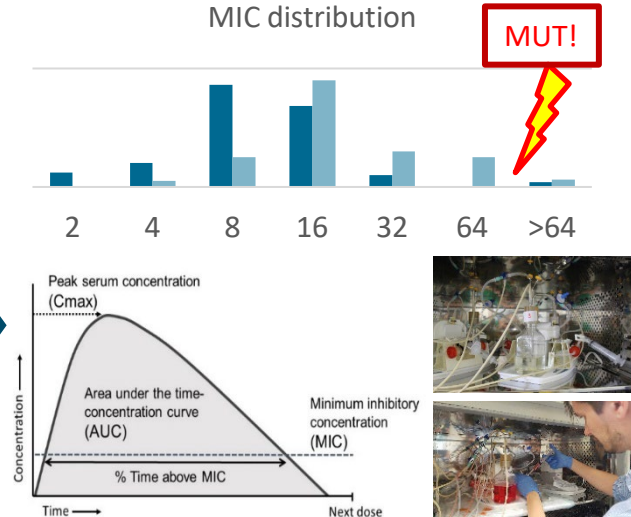 MIC distribution
MUT!
2 4 8 16 32 64 >64
Peak serum concentration
(Cmax)
Area under the time-
concentration curve
(AUC)
Minimum inhibitory
concentration
(MIC)
% Time above MIC
Concentration
Time
Next dose